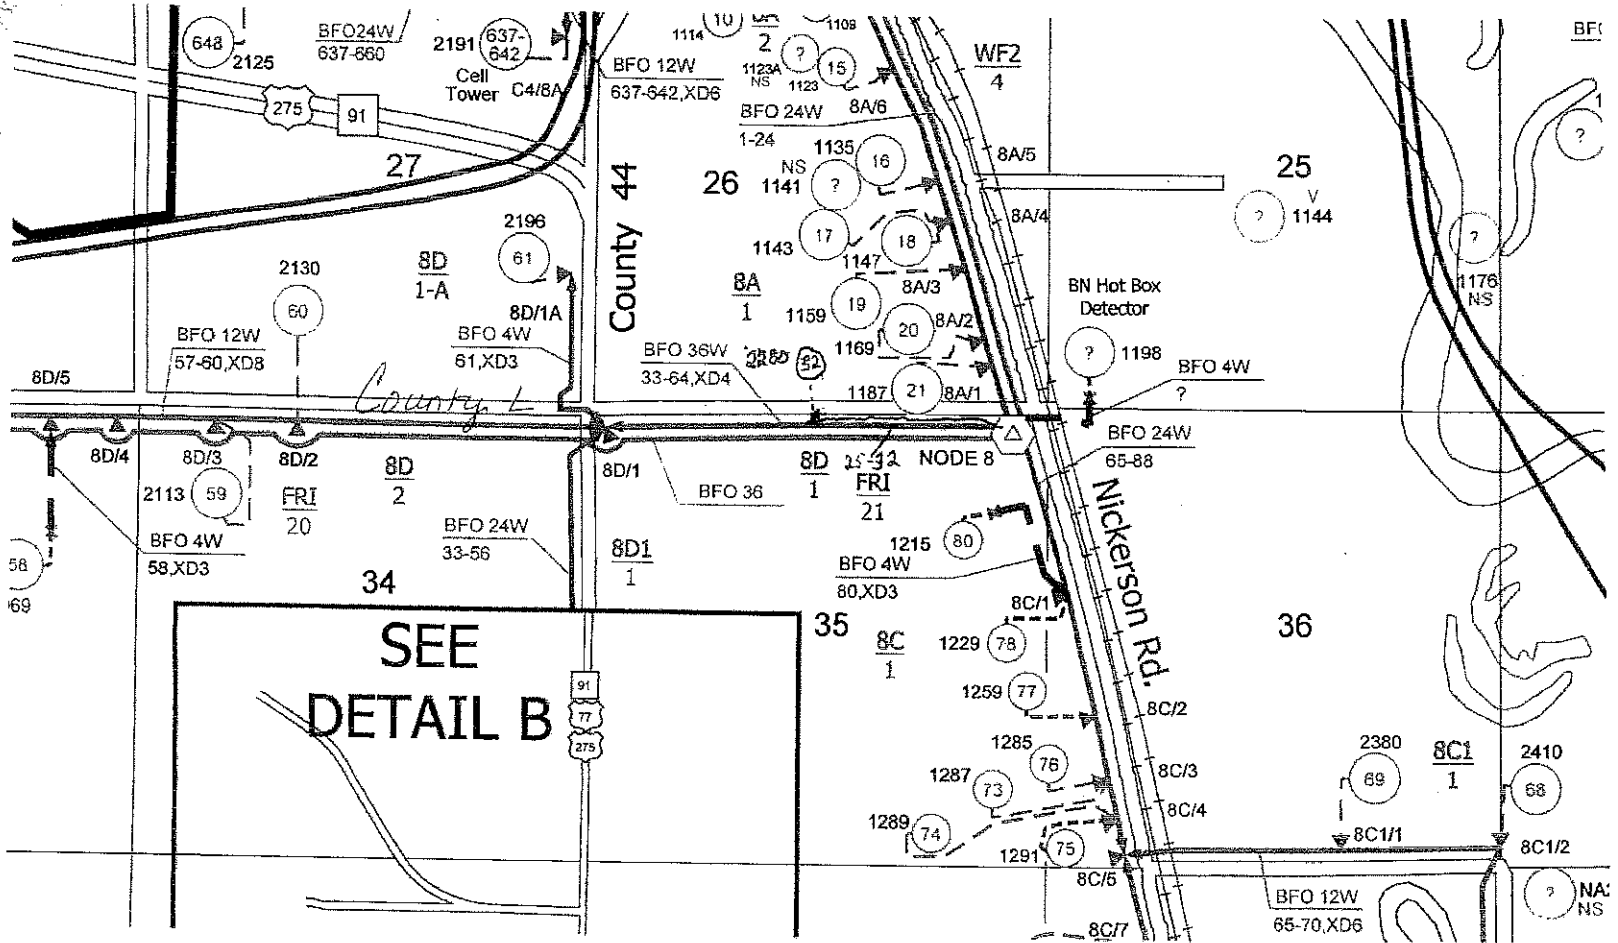 648
2125
BFO24W
637-660
2191
637-
642
Cell
Tower
C4/8A
BFO 12W
637-642,XD6
1114
10
2
1109
?
15
1123A
NS
1123
8A/6
BFO 24W
1-24
WF2
4
275
91
27
County 44
26
1135
16
NS
1141
?
8A/5
8A/4
25
V
?
1144
?
1143
17
18
1147
?
1176
NS
2196
61
8D
1-A
8D/1A
2130
60
8A
1
1159
19
8A/3
BN Hot Box
Detector
20
8A/2
1169
?
1198
BFO 12W
57-60,XD8
BFO 4W
61,XD3
BFO 36W
33-64,XD4
52
1187
21
8A/1
BFO 4W
?
8D/5
County L
8D/4
8D/3
8D/2
8D
2
8D/1
BFO 36
8D
1
25-32
FRI
21
NODE 8
BFO 24W
65-88
2113
59
FRI
20
BFO 4W
58,XD3
58
BFO 24W
33-56
8D1
1
1215
80
BFO 4W
80,XD3
Nickerson Rd.
34
35
36
SEE
DETAIL B
91
77
275
8C/1
8C
1
1229
78
1259
77
8C/2
1285
76
8C/3
1287
73
8C/4
1289
74
1291
75
8C/5
2380
69
8C1
1
2410
68
8C1/1
8C1/2
BFO 12W
65-70,XD6
8C/7
?
NS